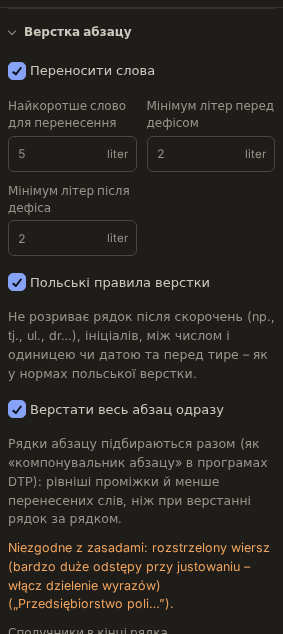 Верстка абзацу
Переносити слова
Найкоротше слово для перенесення
5 liter
Мінімум літер перед дефісом
2 liter
Мінімум літер після дефіса
2 liter
Польські правила верстки
Не розриває рядок після скорочень (np.,
tj., ul., dr...), ініціалів, між числом і
одиницею чи датою та перед тире – як
у нормах польської верстки.
Верстати весь абзац одразу
Рядки абзацу підбираються разом (як
«компонувальник абзацу» в програмах
DTP): рівніші проміжки й менше
перенесених слів, ніж при верстанні
рядок за рядком.
Niezgodne z zasadami: rozstrzelony wiersz
(bardzo duże odstępy przy justowaniu –
włącz dzielenie wyrazów)
(„Przedsiębiorstwo poli...”).
Сполучники в кінці рядка